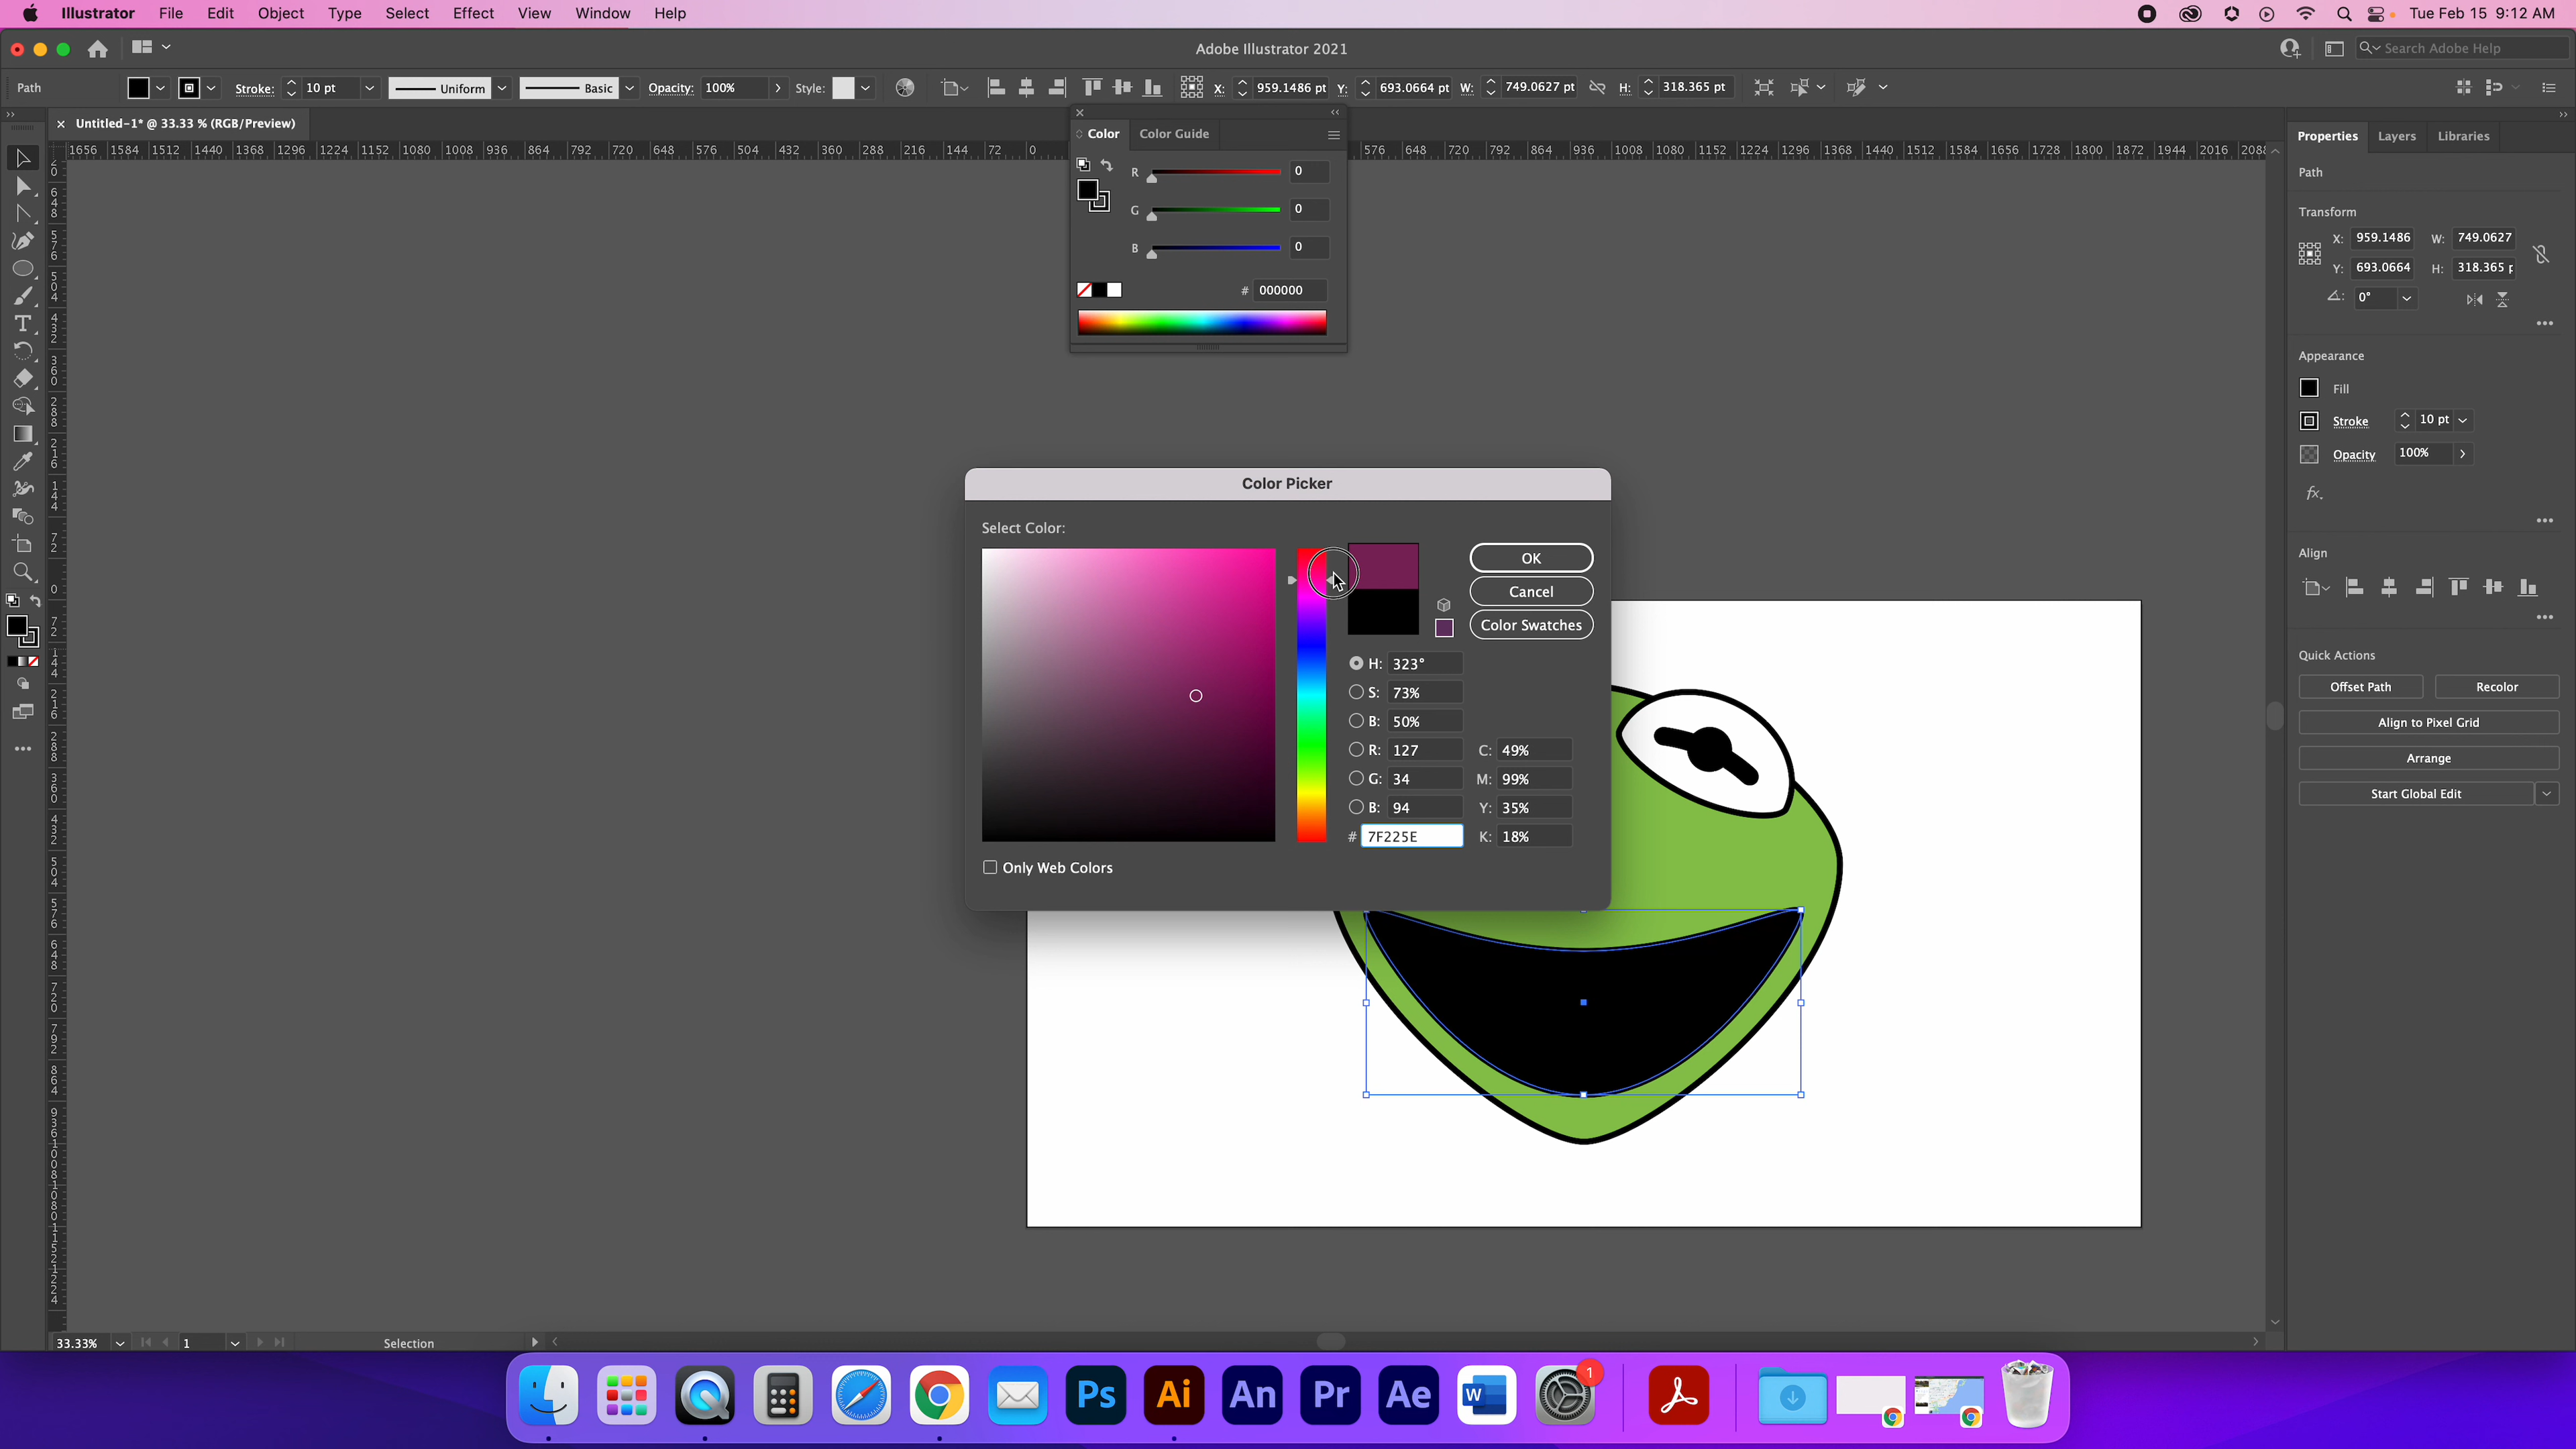 Illustrator File Edit Object Type Select Effect View Window Help Tue Feb 15 9:12 AM
Adobe Illustrator 2021 Search Adobe Help
Path Stroke: 10 pt Uniform Basic Opacity: 100% Style: X: 959.1486 pt Y: 693.0664 pt W: 749.0627 pt H: 318.365 pt
× Untitled-1* @ 33.33 % (RGB/Preview)
1656 1584 1512 1440 1368 1296 1224 1152 1080 1008 936 864 792 720 648 576 504 432 360 288 216 144 72 0 576 648 720 792 864 936 1008 1080 1152 1224 1296 1368 1440 1512 1584 1656 1728 1800 1872 1944 2016 2088
Color Color Guide
R 0
G 0
B 0
# 000000
Color Picker
Select Color:
OK
Cancel
Color Swatches
H: 323°
S: 73%
B: 50%
R: 127 C: 49%
G: 34 M: 99%
B: 94 Y: 35%
# 7F225E K: 18%
Only Web Colors
Properties Layers Libraries
Path
Transform
X: 959.1486 W: 749.0627
Y: 693.0664 H: 318.365 p
0°
Appearance
Fill
Stroke 10 pt
Opacity 100%
fx.
Align
Quick Actions
Offset Path Recolor
Align to Pixel Grid
Arrange
Start Global Edit
33.33% 1 Selection
Ps Ai An Pr Ae W 1